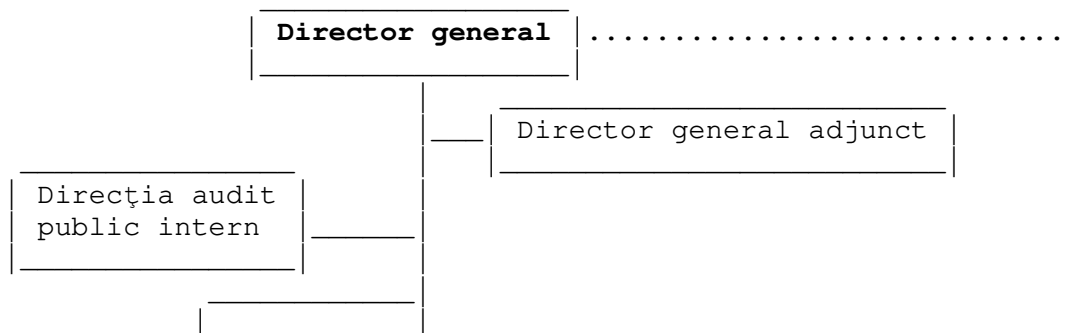 Director general .............................
Director general adjunct
Direcţia audit
public intern